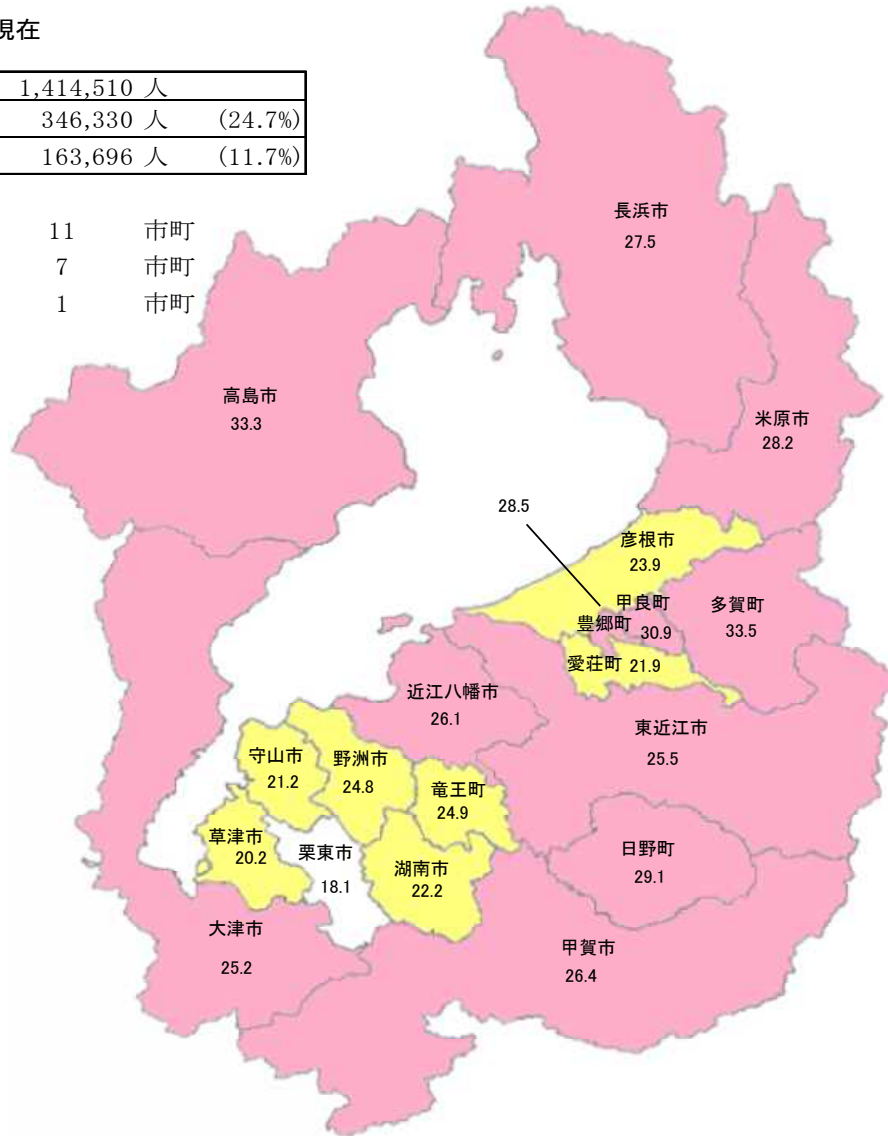 現在
1,414,510 人
346,330 人 (24.7%)
163,696 人 (11.7%)
11 市町
7 市町
1 市町
長浜市
27.5
高島市
33.3
米原市
28.2
28.5
彦根市
23.9
甲良町
豊郷町
30.9
多賀町
33.5
愛荘町 21.9
近江八幡市
26.1
東近江市
25.5
守山市
21.2
野洲市
24.8
竜王町
24.9
草津市
20.2
栗東市
18.1
湖南市
22.2
日野町
29.1
大津市
25.2
甲賀市
26.4